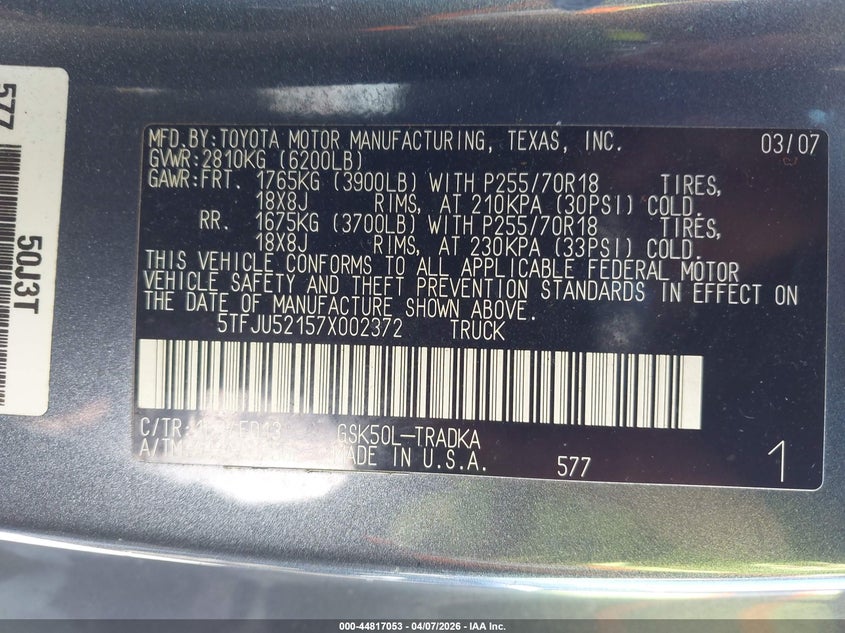 577
50J3T
MFD.BY:TOYOTA MOTOR MANUFACTURING, TEXAS, INC. 03/07
GVWR:2810KG (6200LB)
GAWR:FRT. 1765KG (3900LB) WITH P255/70R18 TIRES,
18X8J RIMS, AT 210KPA (30PSI) COLD.
RR. 1675KG (3700LB) WITH P255/70R18 TIRES,
18X8J RIMS, AT 230KPA (33PSI) COLD.
THIS VEHICLE CONFORMS TO ALL APPLICABLE FEDERAL MOTOR
VEHICLE SAFETY AND THEFT PREVENTION STANDARDS IN EFFECT ON
THE DATE OF MANUFACTURE SHOWN ABOVE.
5TFJU52157X002372 TRUCK
C/TR: GSK50L-TRADKA
A/TM: MADE IN U.S.A. 577 1
000-44817053 - 04/07/2026 - IAA Inc.